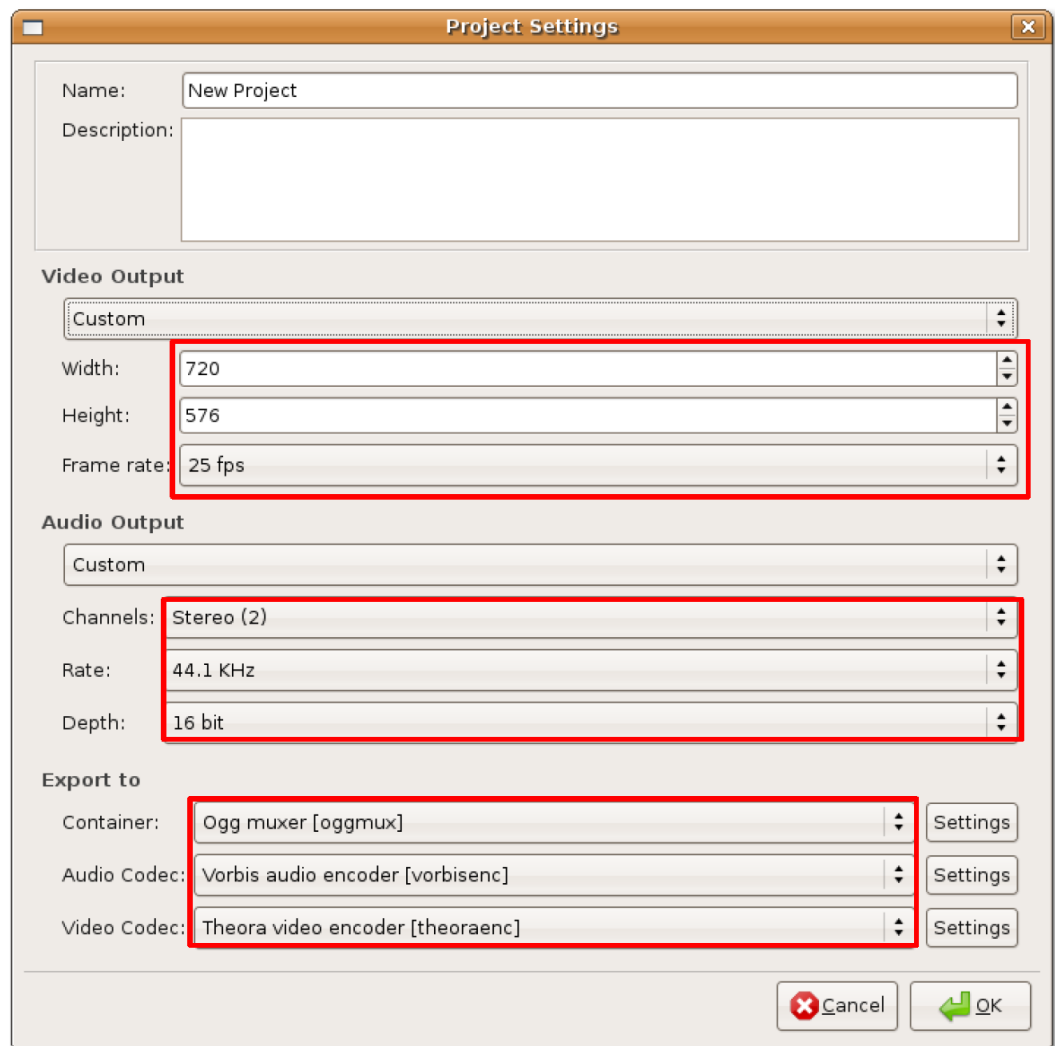 Project Settings
Name: New Project
Description:
Video Output
Custom
Width: 720
Height: 576
Frame rate: 25 fps
Audio Output
Custom
Channels: Stereo (2)
Rate: 44.1 KHz
Depth: 16 bit
Export to
Container: Ogg muxer [oggmux] Settings
Audio Codec: Vorbis audio encoder [vorbisenc] Settings
Video Codec: Theora video encoder [theoraenc] Settings
Cancel OK